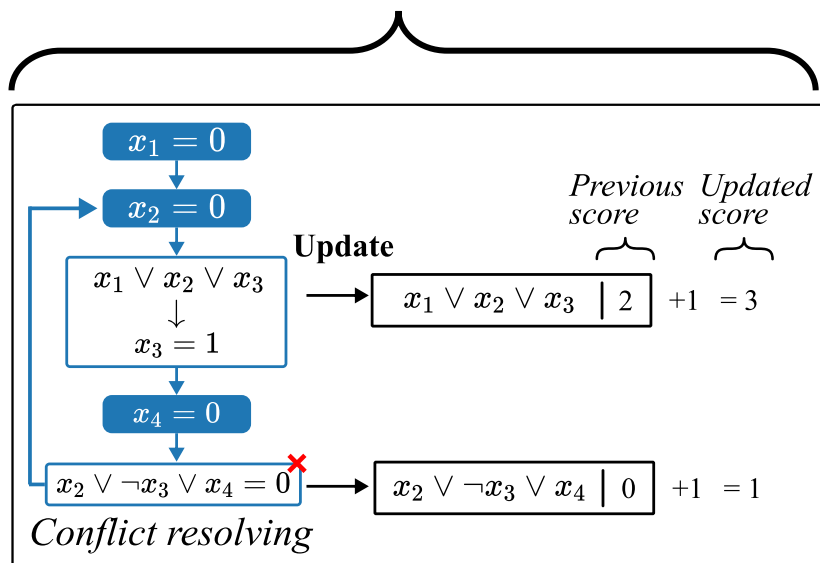 x₁ = 0
x₂ = 0
Previous score
Updated score
Update
x₁ ∨ x₂ ∨ x₃
↓
x₃ = 1
x₁ ∨ x₂ ∨ x₃ | 2 +1 = 3
x₄ = 0
x₂ ∨ ¬x₃ ∨ x₄ = 0
x₂ ∨ ¬x₃ ∨ x₄ | 0 +1 = 1
Conflict resolving